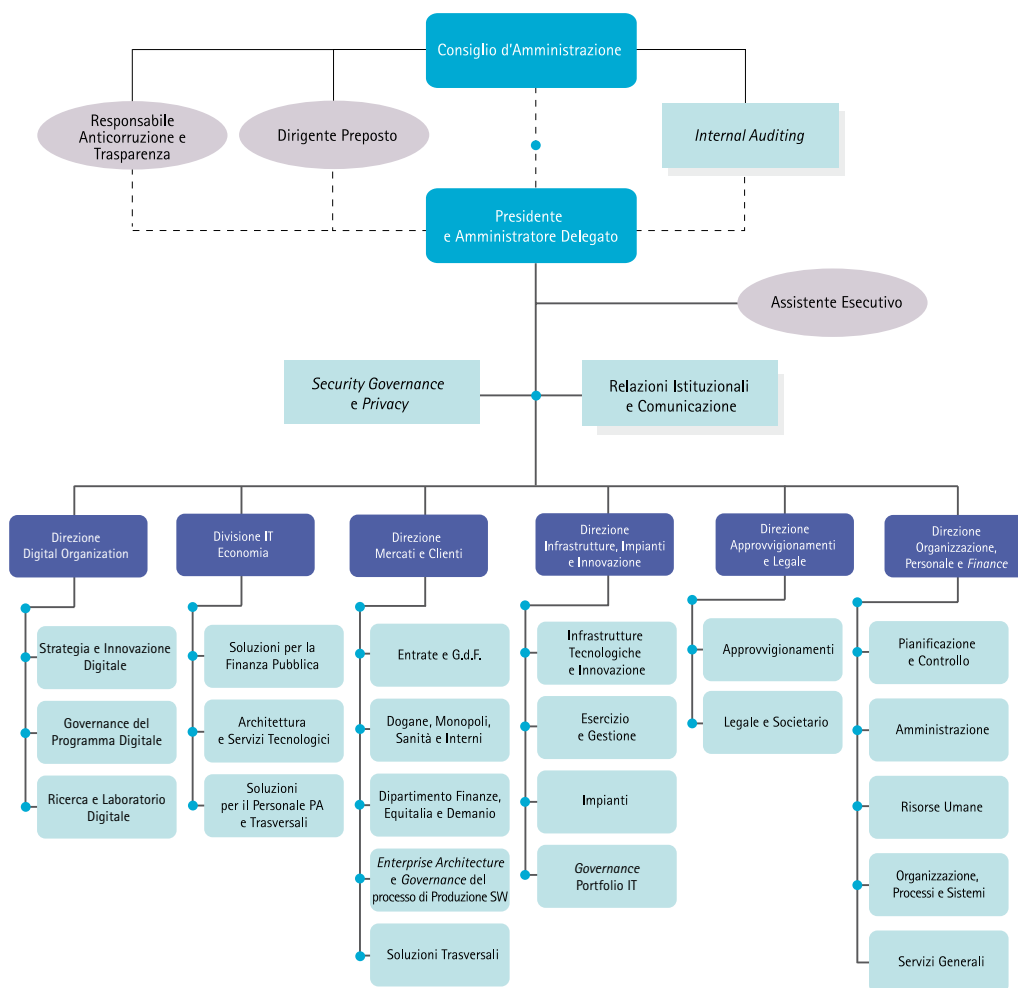 Consiglio d'Amministrazione
Responsabile
Anticorruzione e
Trasparenza
Dirigente Preposto
Internal Auditing
Presidente
e Amministratore Delegato
Assistente Esecutivo
Security Governance
e Privacy
Relazioni Istituzionali
e Comunicazione
Direzione
Digital Organization
Divisione IT
Economia
Direzione
Mercati e Clienti
Direzione
Infrastrutture, Impianti
e Innovazione
Direzione
Approvvigionamenti
e Legale
Direzione
Organizzazione,
Personale e Finance
Strategia e Innovazione
Digitale
Governance del
Programma Digitale
Ricerca e Laboratorio
Digitale
Soluzioni per la
Finanza Pubblica
Architettura
e Servizi Tecnologici
Soluzioni
per il Personale PA
e Trasversali
Entrate e G.d.F.
Dogane, Monopoli,
Sanità e Interni
Dipartimento Finanze,
Equitalia e Demanio
Enterprise Architecture
e Governance del
processo di Produzione SW
Soluzioni Trasversali
Infrastrutture
Tecnologiche
e Innovazione
Esercizio
e Gestione
Impianti
Governance
Portfolio IT
Approvvigionamenti
Legale e Societario
Pianificazione
e Controllo
Amministrazione
Risorse Umane
Organizzazione,
Processi e Sistemi
Servizi Generali